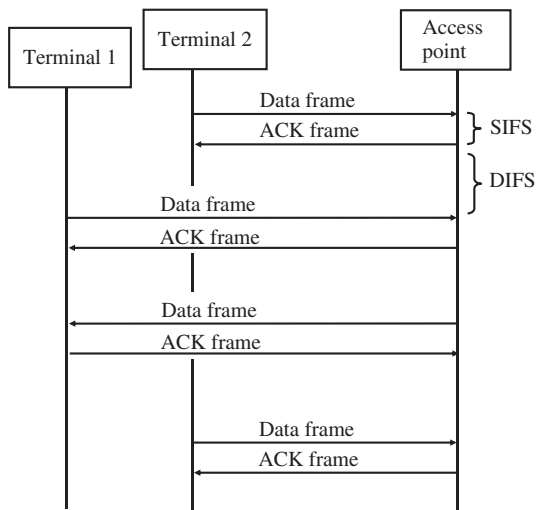 Terminal 1
Terminal 2
Access
point
Data frame
ACK frame
SIFS
DIFS
Data frame
ACK frame
Data frame
ACK frame
Data frame
ACK frame